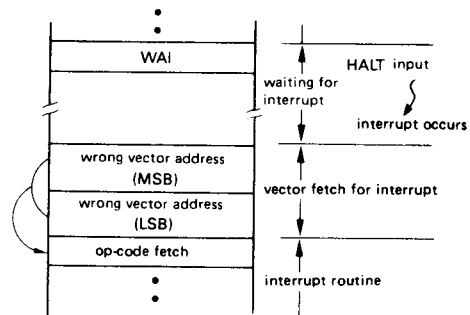 WAI
waiting for
interrupt
HALT input
interrupt occurs
wrong vector address
(MSB)
wrong vector address
(LSB)
vector fetch for interrupt
op-code fetch
interrupt routine